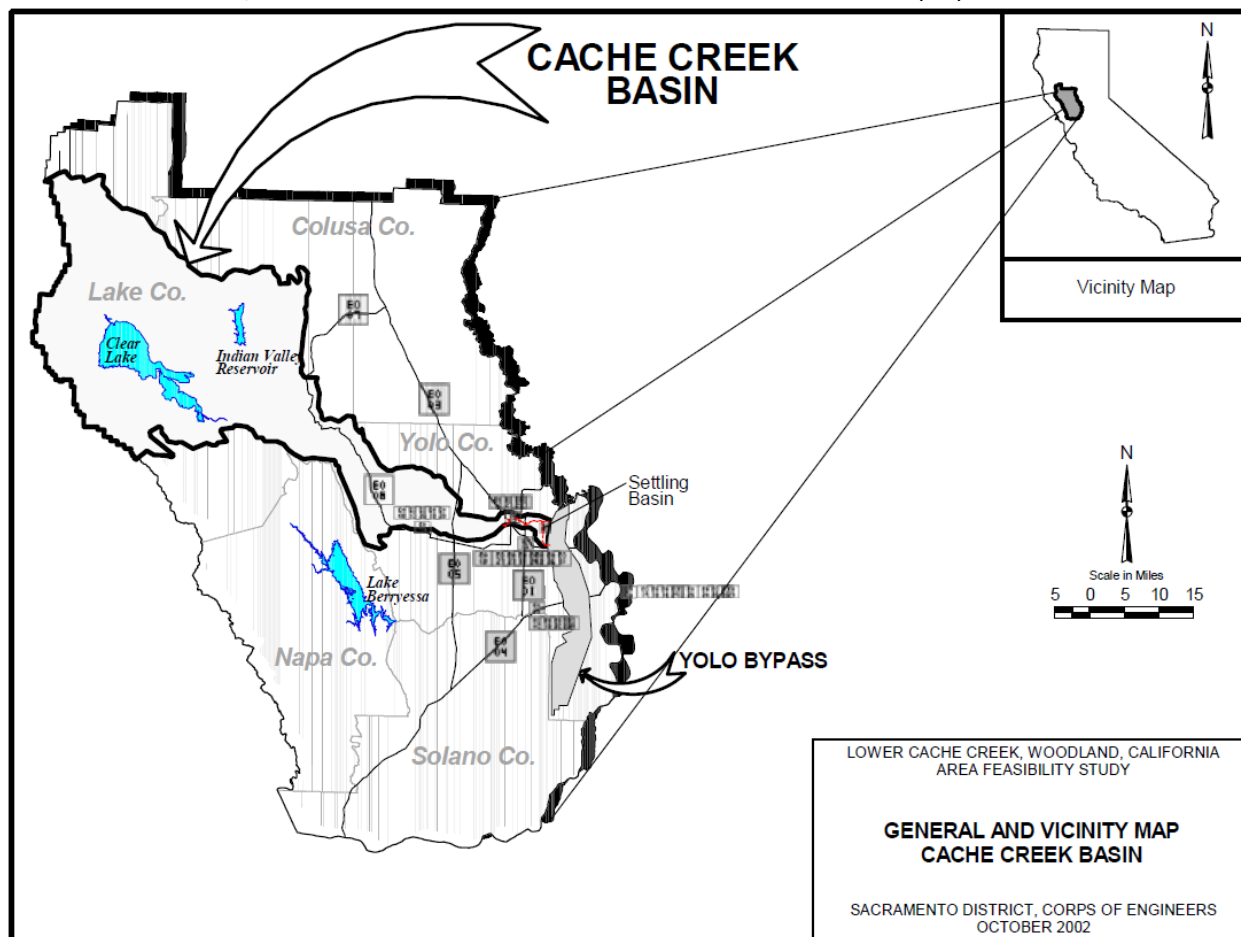 CACHE CREEK
BASIN
N
Vicinity Map
Colusa Co.
Lake Co.
Clear
Lake
Indian Valley
Reservoir
Yolo Co.
Settling
Basin
N
Scale in Miles
5 0 5 10 15
Lake
Berryessa
Napa Co.
YOLO BYPASS
Solano Co.
LOWER CACHE CREEK, WOODLAND, CALIFORNIA
AREA FEASIBILITY STUDY
GENERAL AND VICINITY MAP
CACHE CREEK BASIN
SACRAMENTO DISTRICT, CORPS OF ENGINEERS
OCTOBER 2002